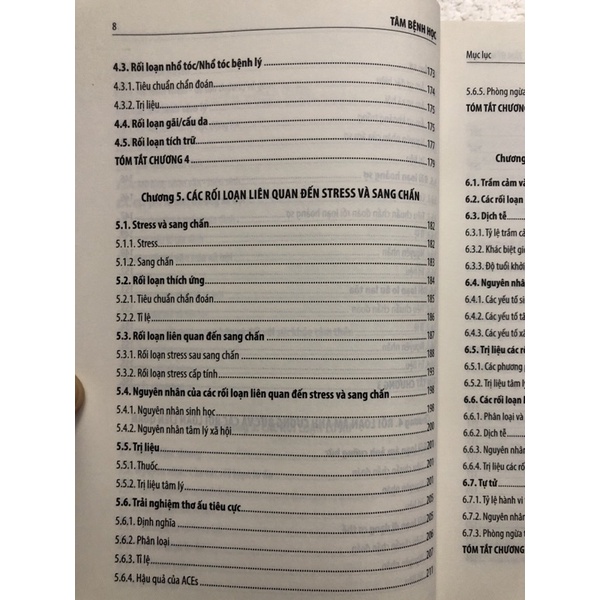 8 TÂM BỆNH HỌC
4.3. Rối loạn nhổ tóc/Nhổ tóc bệnh lý 173
4.3.1. Tiêu chuẩn chẩn đoán 174
4.3.2. Trị liệu 175
4.4. Rối loạn gãi/cấu da 175
4.5. Rối loạn tích trữ 177
TÓM TẮT CHƯƠNG 4 179
Chương 5. CÁC RỐI LOẠN LIÊN QUAN ĐẾN STRESS VÀ SANG CHẤN
5.1. Stress và sang chấn 182
5.1.1. Stress 182
5.1.2. Sang chấn 183
5.2. Rối loạn thích ứng 185
5.2.1. Tiêu chuẩn chẩn đoán 185
5.2.2. Tỉ lệ 186
5.3. Rối loạn liên quan đến sang chấn 187
5.3.1. Rối loạn stress sau sang chấn 188
5.3.2. Rối loạn stress cấp tính 193
5.4. Nguyên nhân của các rối loạn liên quan đến stress và sang chấn 198
5.4.1. Nguyên nhân sinh học 198
5.4.2. Nguyên nhân tâm lý xã hội 201
5.5. Trị liệu 201
5.5.1. Thuốc 201
5.5.2. Trị liệu tâm lý
5.6. Trải nghiệm thơ ấu tiêu cực 205
5.6.1. Định nghĩa 205
5.6.2. Phân loại
5.6.3. Tỉ lệ 207
5.6.4. Hậu quả của ACEs 211
Mục lục
5.6.5. Phòng ngừa
TÓM TẮT CHƯƠNG
Chương
6.1. Trầm cảm và
6.2. Các rối loạn
6.3. Dịch tễ
6.3.1. Tỷ lệ trầm cả
6.3.2. Khác biệt giớ
6.3.3. Độ tuổi khởi
6.4. Nguyên nhân
6.4.1. Các yếu tố si
6.4.2. Các yếu tố tâ
6.4.3. Các yếu tố xã
6.5. Trị liệu các rố
6.5.1. Các phương
6.5.2. Trị liệu tâm lý
6.6. Các rối loạn
6.6.1. Phân loại và
6.6.2. Dịch tễ
6.6.3. Nguyên nhân
6.6.4. Trị liệu các rố
6.7. Tự tử
6.7.1. Tỷ lệ hành vi
6.7.2. Nguyên nhân
6.7.3. Phòng ngừa t
TÓM TẮT CHƯƠNG